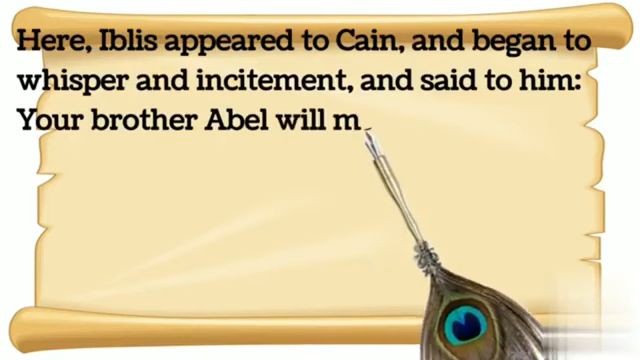 Here, Iblis appeared to Cain, and began to
whisper and incitement, and said to him:
Your brother Abel will m